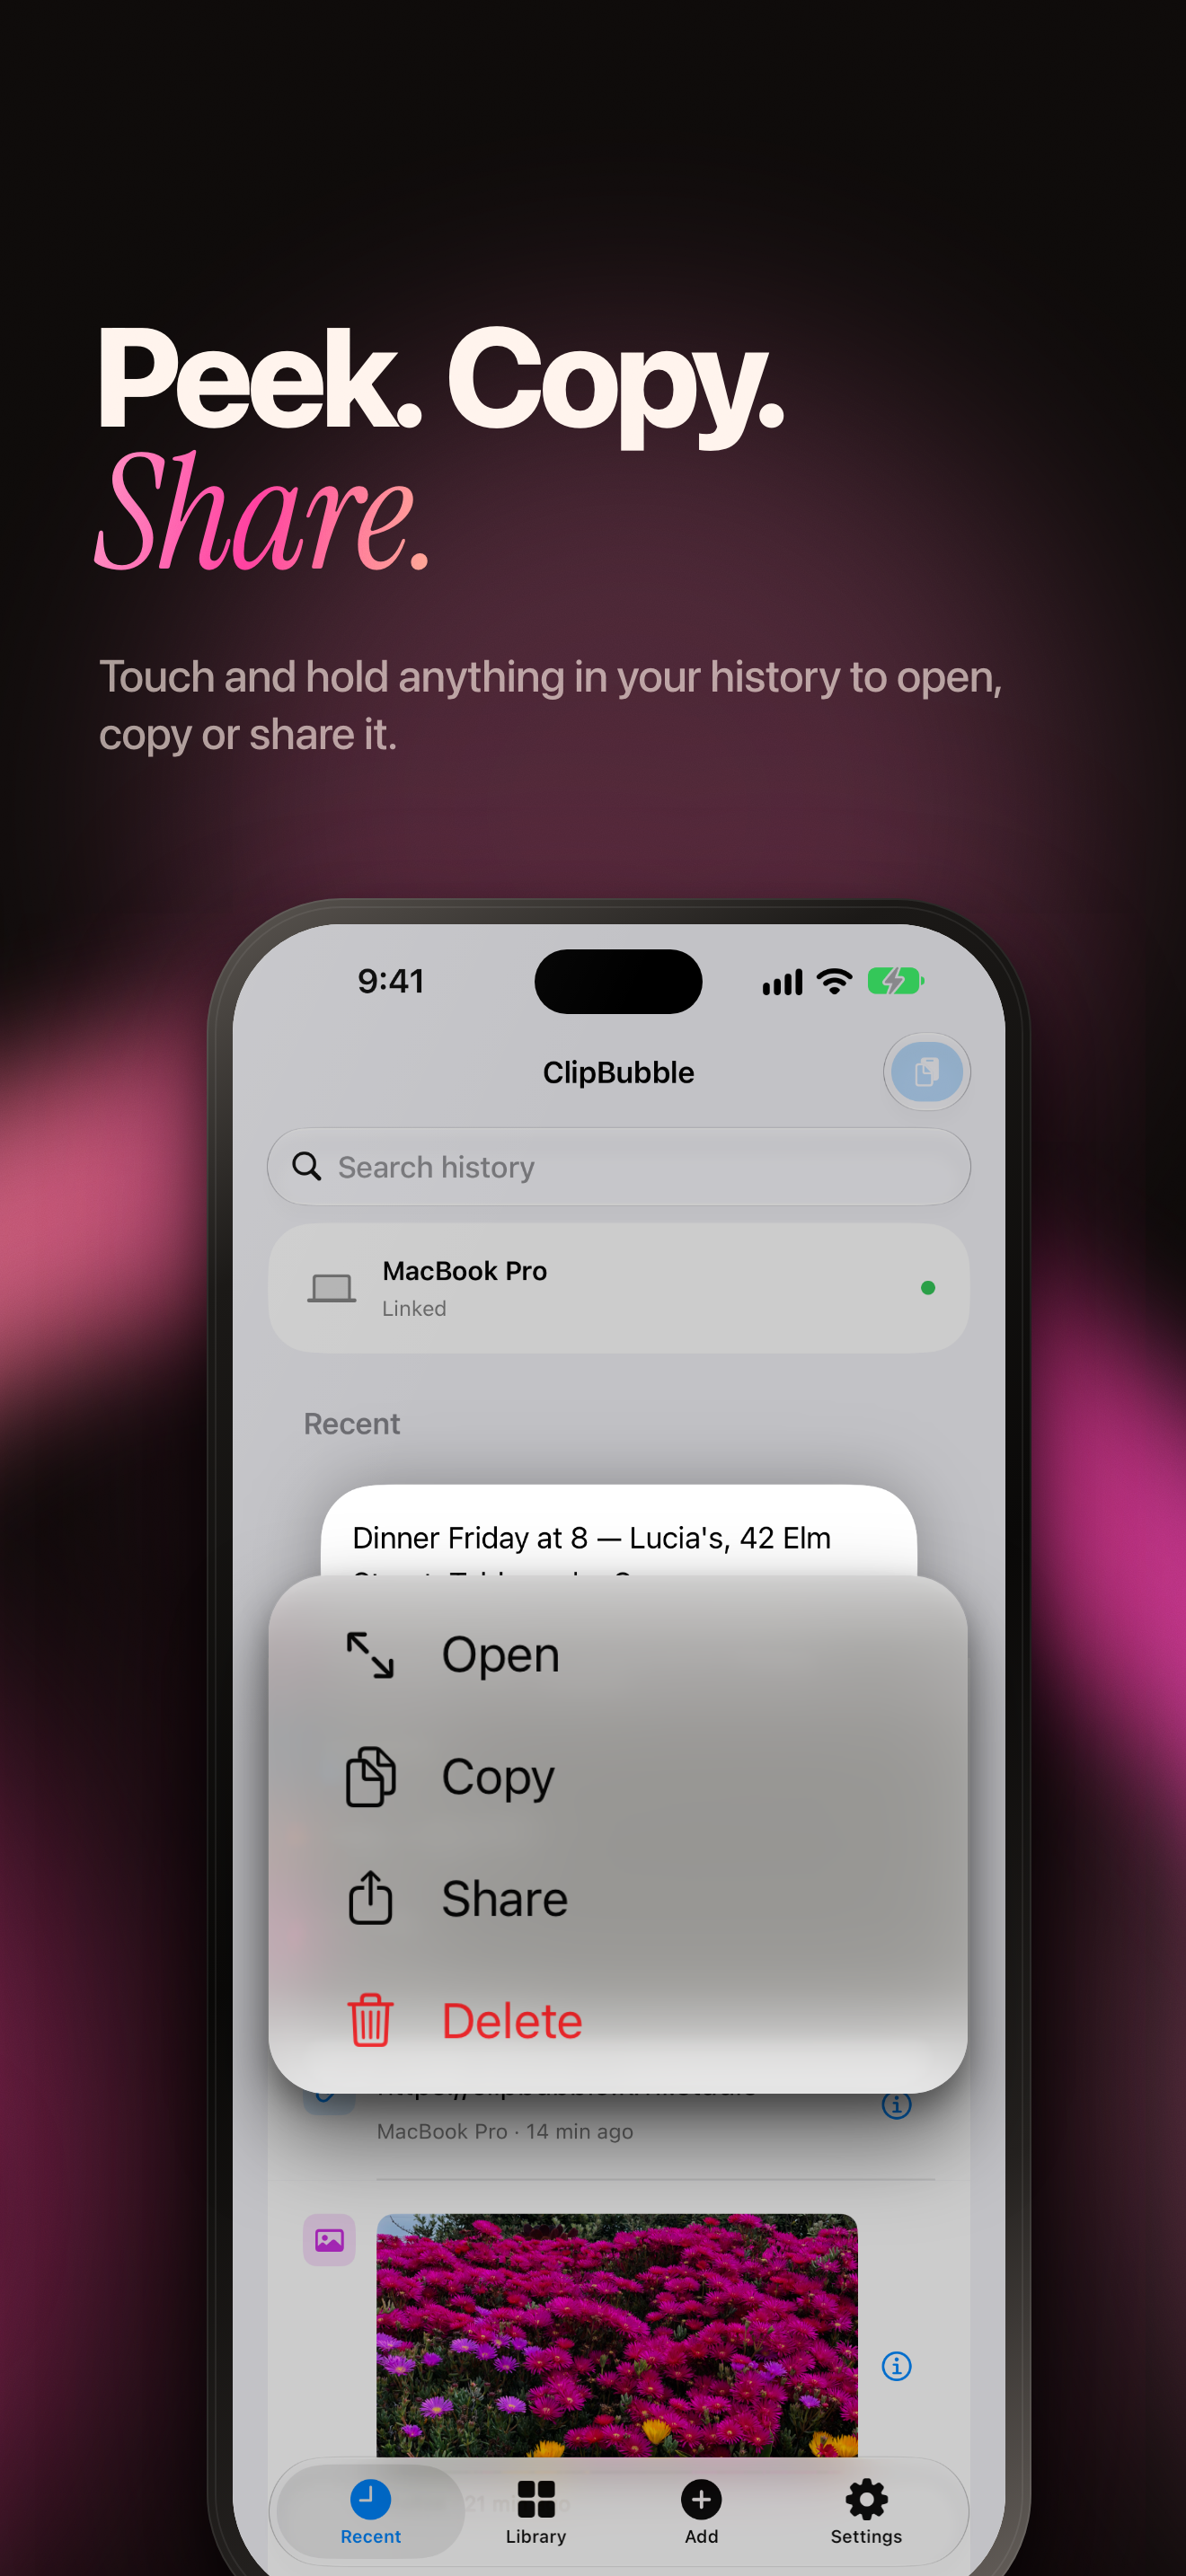 Peek. Copy.
Share.
Touch and hold anything in your history to open,
copy or share it.
9:41
ClipBubble
Search history
MacBook Pro
Linked
Recent
Dinner Friday at 8 — Lucia's, 42 Elm
Open
Copy
Share
Delete
MacBook Pro · 14 min ago
Recent
Library
Add
Settings